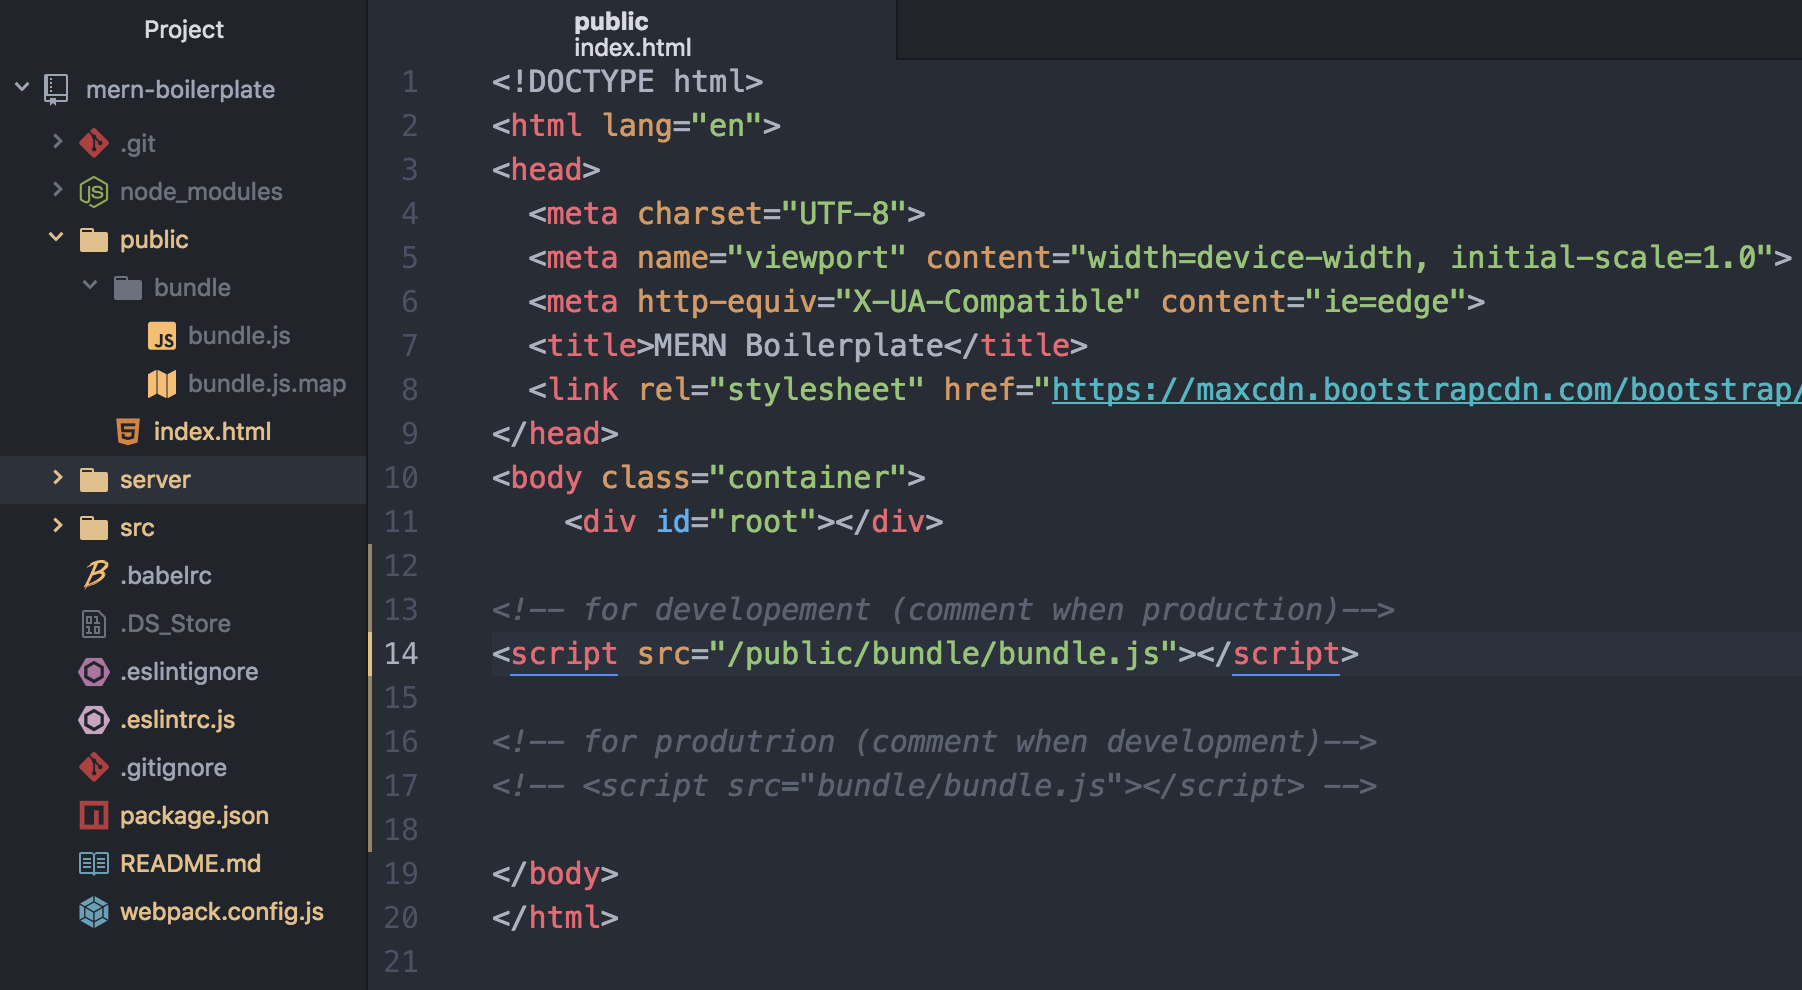 Project
mern-boilerplate
.git
node_modules
public
bundle
bundle.js
bundle.js.map
index.html
server
src
.babelrc
.DS_Store
.eslintignore
.eslintrc.js
.gitignore
package.json
README.md
webpack.config.js
public
index.html
1 <!DOCTYPE html>
2 <html lang="en">
3 <head>
4   <meta charset="UTF-8">
5   <meta name="viewport" content="width=device-width, initial-scale=1.0">
6   <meta http-equiv="X-UA-Compatible" content="ie=edge">
7   <title>MERN Boilerplate</title>
8   <link rel="stylesheet" href="https://maxcdn.bootstrapcdn.com/bootstrap/
9 </head>
10 <body class="container">
11     <div id="root"></div>
12
13 <!-- for developement (comment when production)-->
14 <script src="/public/bundle/bundle.js"></script>
15
16 <!-- for produtrion (comment when development)-->
17 <!-- <script src="bundle/bundle.js"></script> -->
18
19 </body>
20 </html>
21